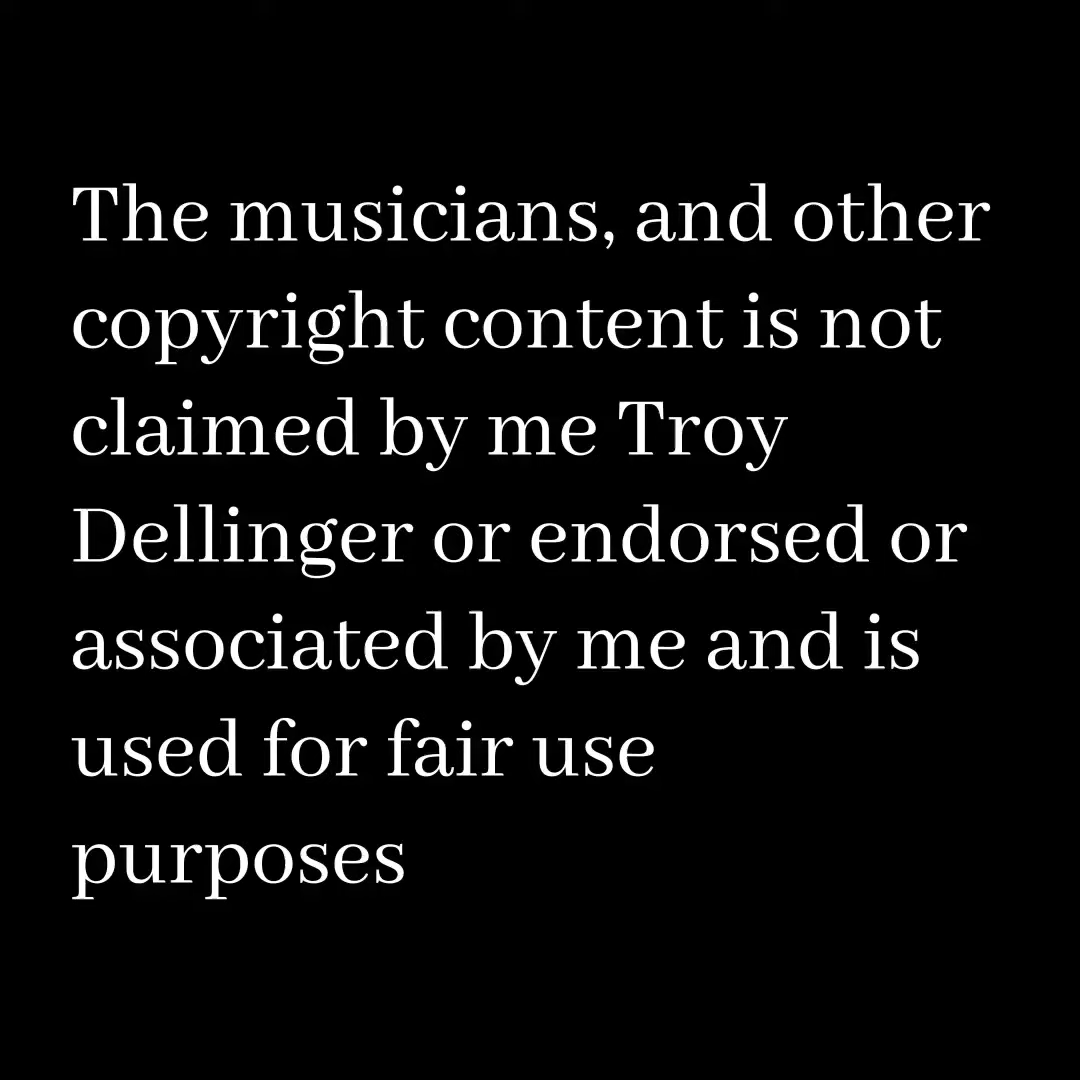 The musicians, and other
copyright content is not
claimed by me Troy
Dellinger or endorsed or
associated by me and is
used for fair use
purposes